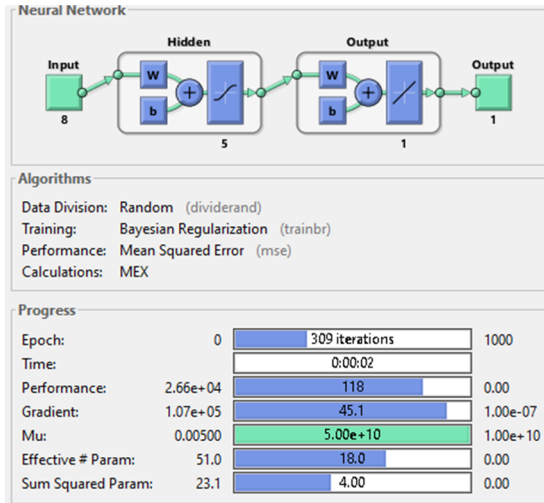 Neural Network
Hidden Output
Input Output
W W
b b
8 5 1 1
Algorithms
Data Division: Random (dividerand)
Training: Bayesian Regularization (trainbr)
Performance: Mean Squared Error (mse)
Calculations: MEX
Progress
Epoch: 0 309 iterations 1000
Time: 0:00:02
Performance: 2.66e+04 118 0.00
Gradient: 1.07e+05 45.1 1.00e-07
Mu: 0.00500 5.00e+10 1.00e+10
Effective # Param: 51.0 18.0 0.00
Sum Squared Param: 23.1 4.00 0.00